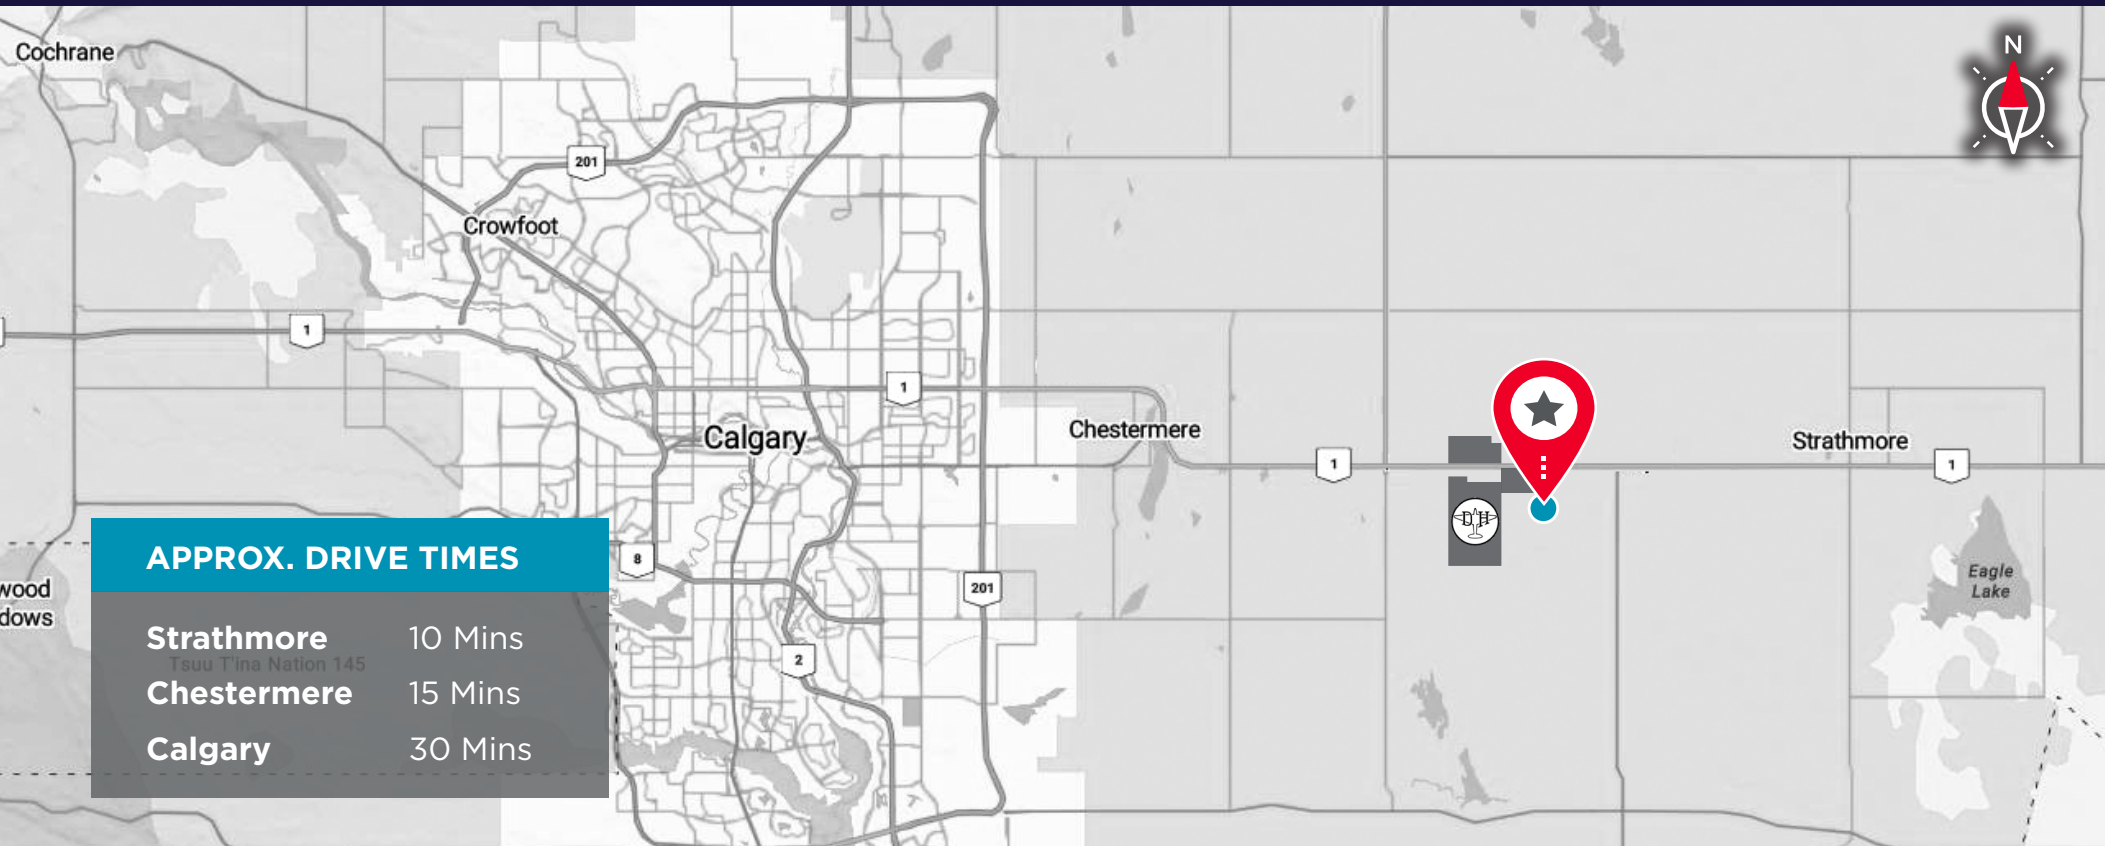 Cochrane
N
201
Crowfoot
1
1
Calgary
Chestermere
Strathmore
1
1
DH
8
201
Eagle
Lake
wood
dows
2
APPROX. DRIVE TIMES
Strathmore 10 Mins
Tsuu T'ina Nation 145
Chestermere 15 Mins
Calgary 30 Mins